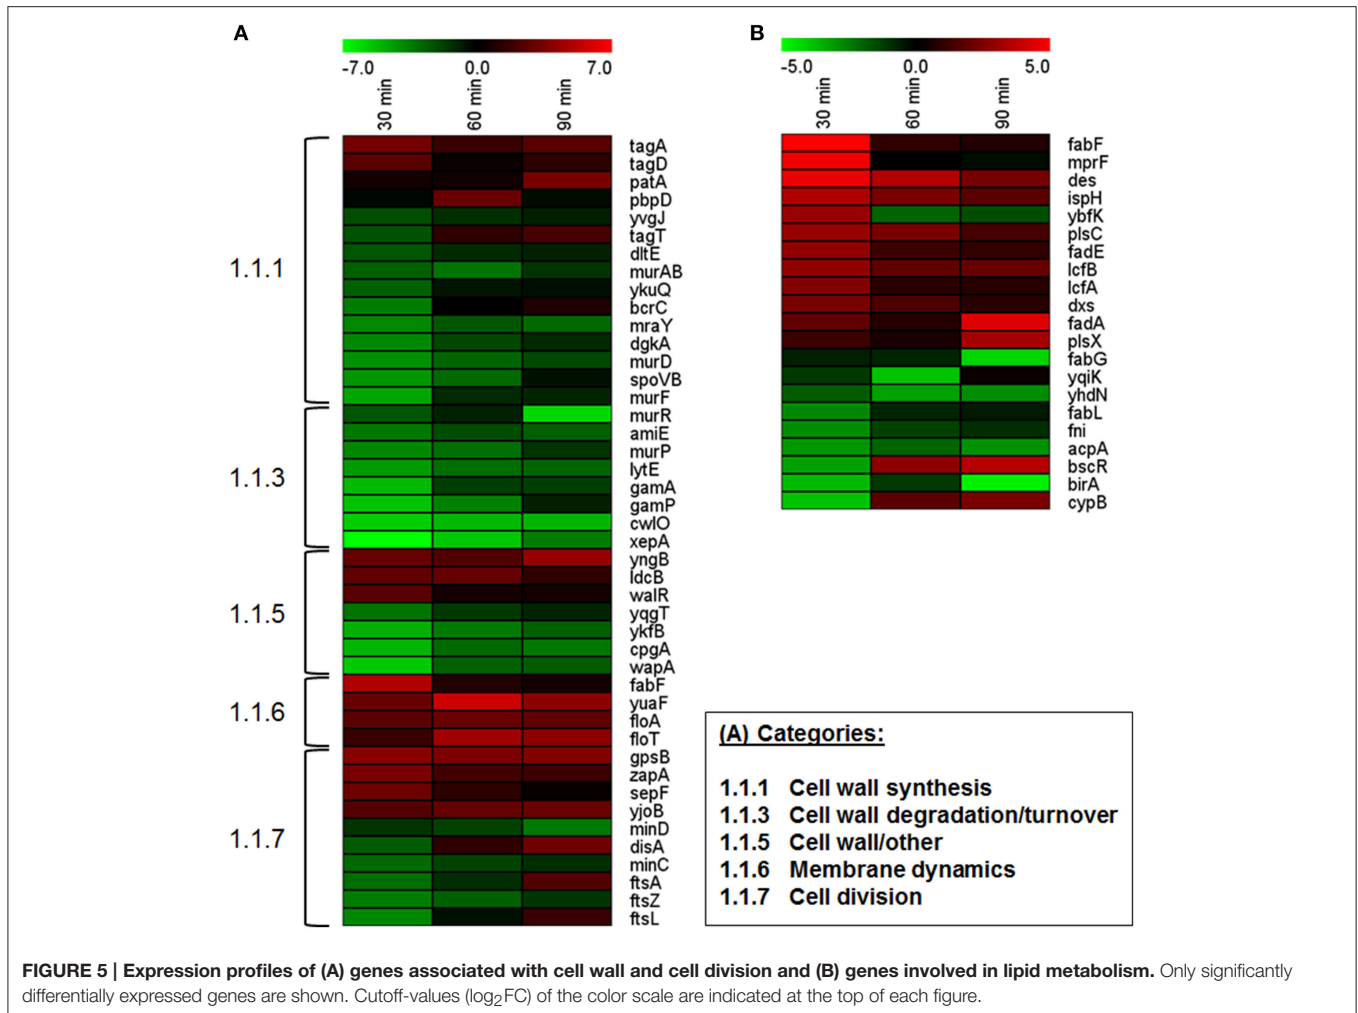 A
-7.0 0.0 7.0
30 min 60 min 90 min
tagA
tagD
patA
pbpD
yvgJ
tagT
dltE
murAB
ykuQ
bcrC
mraY
dgkA
murD
spoVB
murF
murR
amiE
murP
lytE
gamA
gamP
cwlO
xepA
yngB
ldcB
walR
yqgT
ykfB
cpgA
wapA
fabF
yuaF
floA
floT
gpsB
zapA
sepF
yjoB
minD
disA
minC
ftsA
ftsZ
ftsL
1.1.1
1.1.3
1.1.5
1.1.6
1.1.7
B
-5.0 0.0 5.0
30 min 60 min 90 min
fabF
mprF
des
ispH
ybfK
plsC
fadE
lcfB
lcfA
dxs
fadA
plsX
fabG
yqiK
yhdN
fabL
fni
acpA
bscR
birA
cypB
(A) Categories:
1.1.1 Cell wall synthesis
1.1.3 Cell wall degradation/turnover
1.1.5 Cell wall/other
1.1.6 Membrane dynamics
1.1.7 Cell division
FIGURE 5 | Expression profiles of (A) genes associated with cell wall and cell division and (B) genes involved in lipid metabolism. Only significantly
differentially expressed genes are shown. Cutoff-values (log2FC) of the color scale are indicated at the top of each figure.